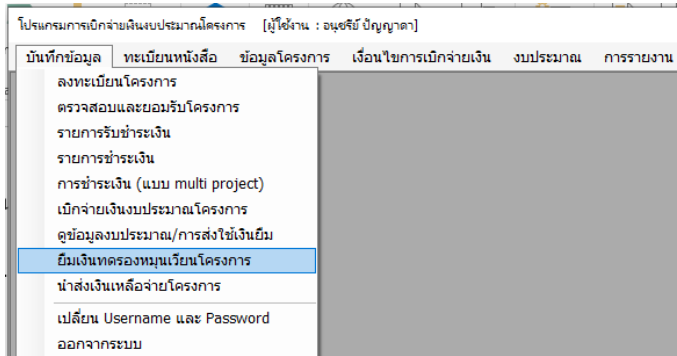 โปรแกรมการเบิกจ่ายเงินงบประมาณโครงการ [ผู้ใช้งาน : อนุชรีย์ ปัญญาดา]
บันทึกข้อมูล ทะเบียนหนังสือ ข้อมูลโครงการ เงื่อนไขการเบิกจ่ายเงิน งบประมาณ การรายงาน
ลงทะเบียนโครงการ
ตรวจสอบและยอมรับโครงการ
รายการรับชำระเงิน
รายการชำระเงิน
การชำระเงิน (แบบ multi project)
เบิกจ่ายเงินงบประมาณโครงการ
ดูข้อมูลงบประมาณ/การส่งใช้เงินยืม
ยืมเงินทดรองหมุนเวียนโครงการ
นำส่งเงินเหลือจ่ายโครงการ
เปลี่ยน Username และ Password
ออกจากระบบ